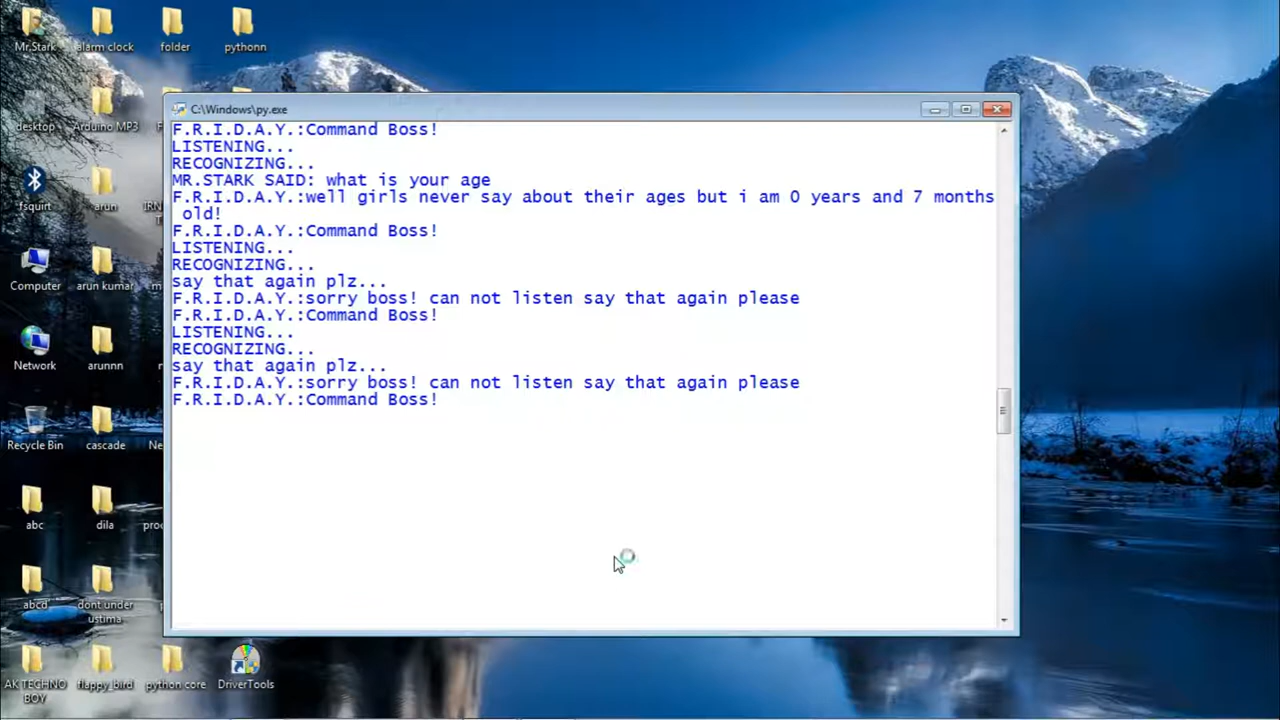 Mr.Stark
alarm clock
folder
pythonn
C:\Windows\py.exe
F.R.I.D.A.Y.:Command Boss!
LISTENING...
RECOGNIZING...
MR.STARK SAID: what is your age
F.R.I.D.A.Y.:well girls never say about their ages but i am 0 years and 7 months
old!
F.R.I.D.A.Y.:Command Boss!
LISTENING...
RECOGNIZING...
say that again plz...
F.R.I.D.A.Y.:sorry boss! can not listen say that again please
F.R.I.D.A.Y.:Command Boss!
LISTENING...
RECOGNIZING...
say that again plz...
F.R.I.D.A.Y.:sorry boss! can not listen say that again please
F.R.I.D.A.Y.:Command Boss!
desktop
Arduino MP3
fsquirt
arun
Computer
arun kumar
Network
arunnn
Recycle Bin
cascade
abc
dila
abcd
dont under
ustima
AK TECHNO
BOY
flappy_bird
python core
DriverTools